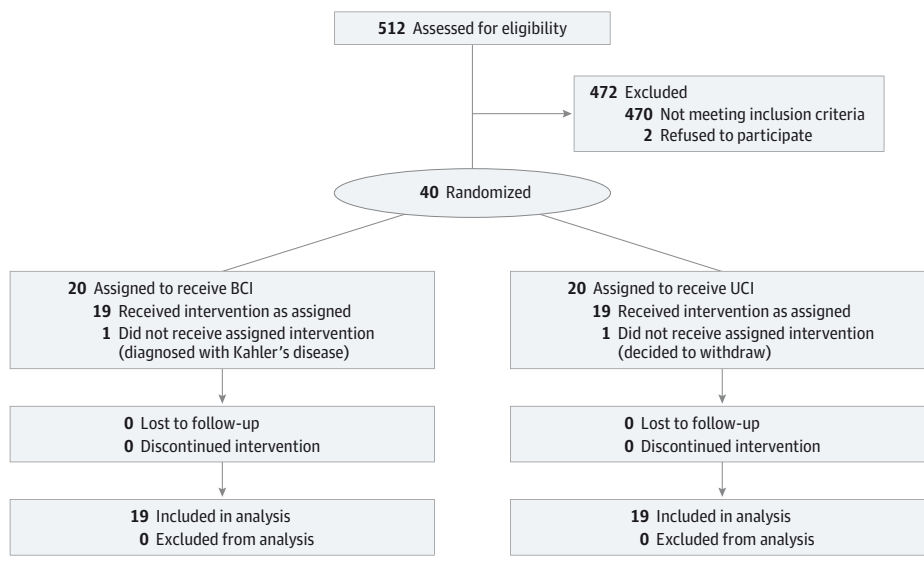 512 Assessed for eligibility
472 Excluded
470 Not meeting inclusion criteria
2 Refused to participate
40 Randomized
20 Assigned to receive BCI
19 Received intervention as assigned
1 Did not receive assigned intervention
(diagnosed with Kahler's disease)
20 Assigned to receive UCI
19 Received intervention as assigned
1 Did not receive assigned intervention
(decided to withdraw)
0 Lost to follow-up
0 Discontinued intervention
0 Lost to follow-up
0 Discontinued intervention
19 Included in analysis
0 Excluded from analysis
19 Included in analysis
0 Excluded from analysis